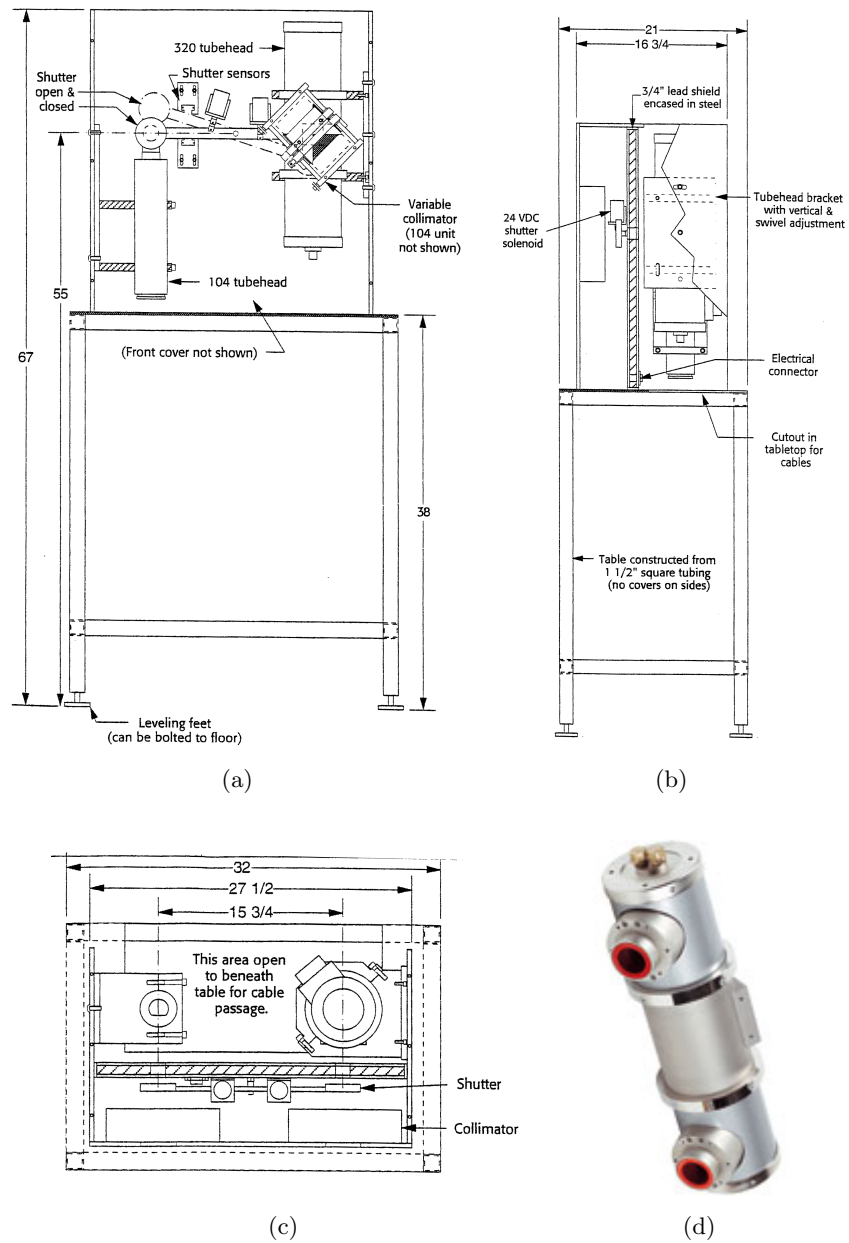 320 tubehead
Shutter sensors
Shutter
open &
closed
Variable
collimator
(104 unit
not shown)
104 tubehead
55
67
(Front cover not shown)
38
Leveling feet
(can be bolted to floor)
(a)
21
16 3/4
3/4" lead shield
encased in steel
24 VDC
shutter
solenoid
Tubehead bracket
with vertical &
swivel adjustment
Electrical
connector
Cutout in
tabletop for
cables
Table constructed from
1 1/2" square tubing
(no covers on sides)
(b)
32
27 1/2
15 3/4
This area open
to beneath
table for cable
passage.
Shutter
Collimator
(c)
(d)